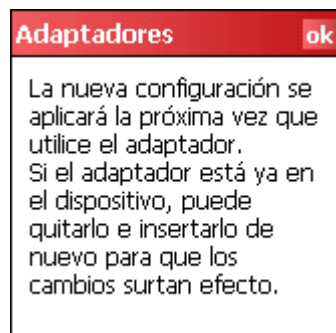 Adaptadores ok
La nueva configuración se
aplicará la próxima vez que
utilice el adaptador.
Si el adaptador está ya en
el dispositivo, puede
quitarlo e insertarlo de
nuevo para que los
cambios surtan efecto.